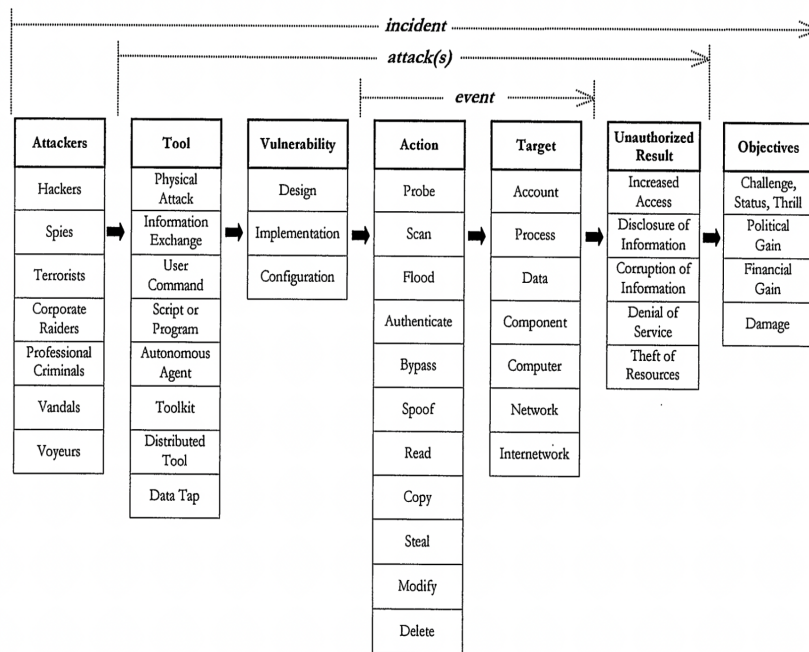 incident
attack(s)
event
Attackers
Hackers
Spies
Terrorists
Corporate
Raiders
Professional
Criminals
Vandals
Voyeurs
Tool
Physical
Attack
Information
Exchange
User
Command
Script or
Program
Autonomous
Agent
Toolkit
Distributed
Tool
Data Tap
Vulnerability
Design
Implementation
Configuration
Action
Probe
Scan
Flood
Authenticate
Bypass
Spoof
Read
Copy
Steal
Modify
Delete
Target
Account
Process
Data
Component
Computer
Network
Internetwork
Unauthorized
Result
Increased
Access
Disclosure of
Information
Corruption of
Information
Denial of
Service
Theft of
Resources
Objectives
Challenge,
Status, Thrill
Political
Gain
Financial
Gain
Damage